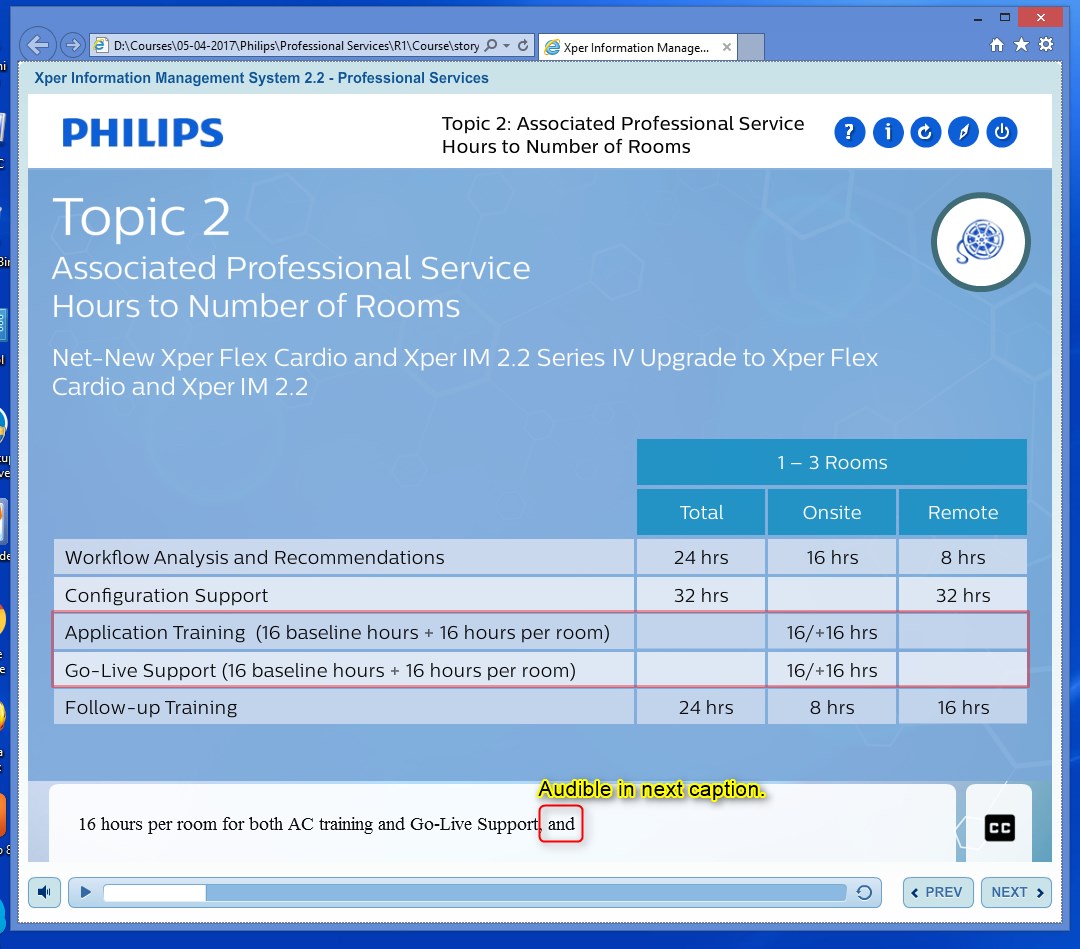 D:\Courses\05-04-2017\Philips\Professional Services\R1\Course\story
Xper Information Manage...
Xper Information Management System 2.2 - Professional Services
PHILIPS
Topic 2: Associated Professional Service
Hours to Number of Rooms
Topic 2
Associated Professional Service
Hours to Number of Rooms
Net-New Xper Flex Cardio and Xper IM 2.2 Series IV Upgrade to Xper Flex
Cardio and Xper IM 2.2
1 – 3 Rooms
Total Onsite Remote
Workflow Analysis and Recommendations 24 hrs 16 hrs 8 hrs
Configuration Support 32 hrs 32 hrs
Application Training (16 baseline hours + 16 hours per room) 16/+16 hrs
Go-Live Support (16 baseline hours + 16 hours per room) 16/+16 hrs
Follow-up Training 24 hrs 8 hrs 16 hrs
Audible in next caption.
16 hours per room for both AC training and Go-Live Support, and
CC
PREV NEXT